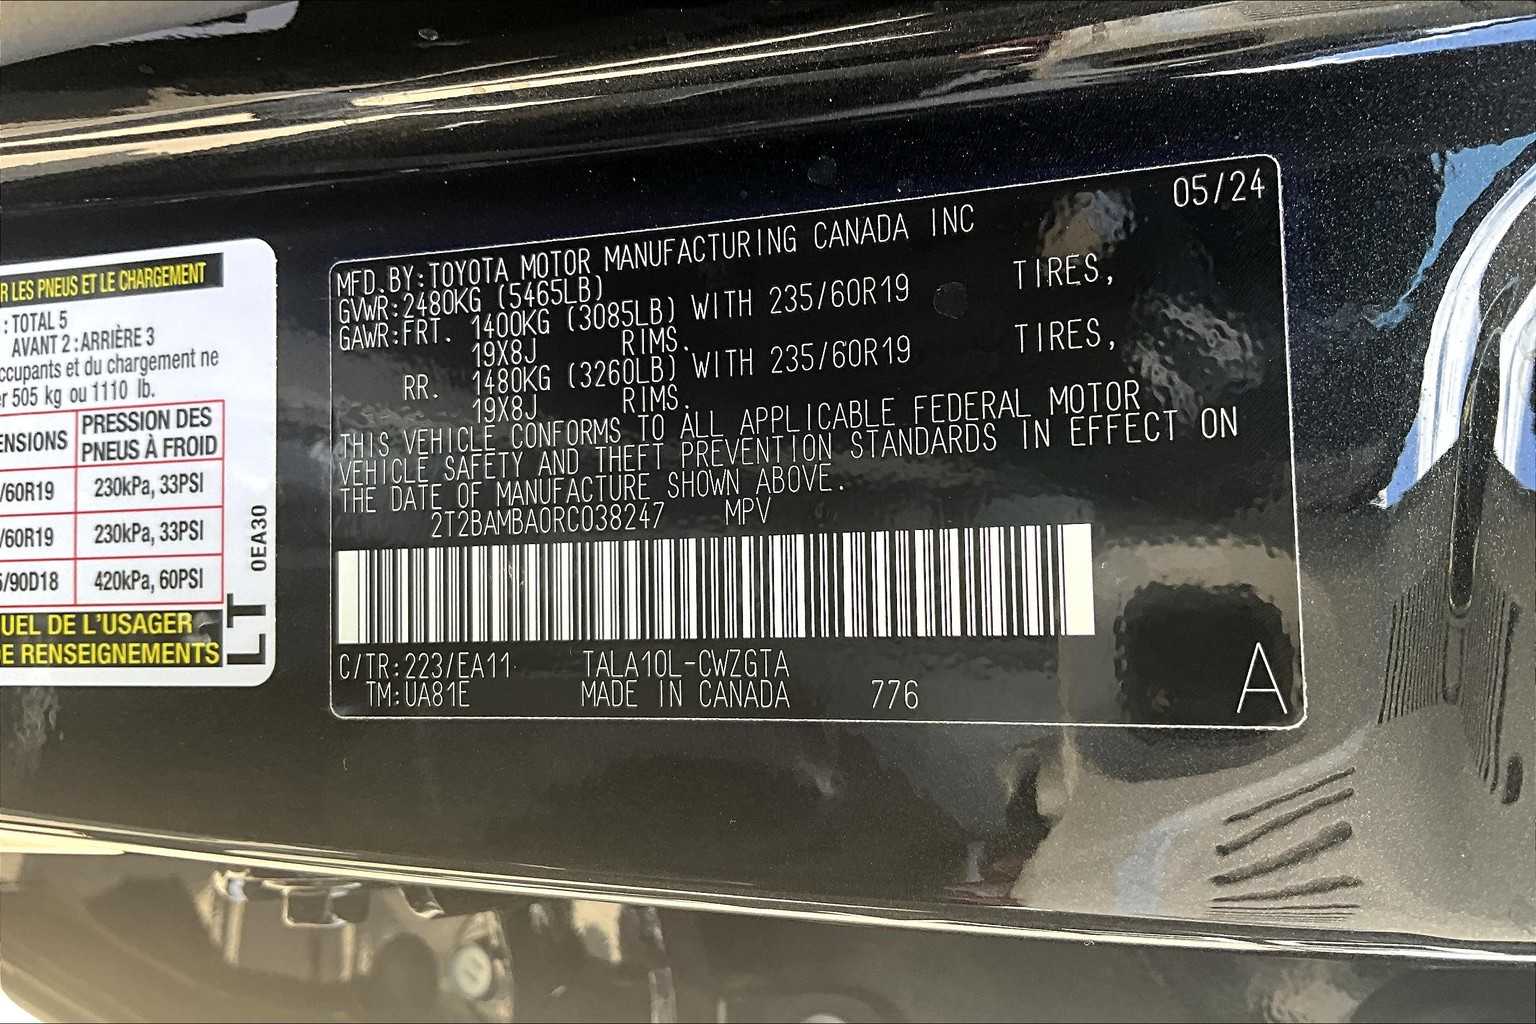 R LES PNEUS ET LE CHARGEMENT
: TOTAL 5
AVANT 2 : ARRIÈRE 3
ccupants et du chargement ne
er 505 kg ou 1110 lb.
ENSIONS PRESSION DES PNEUS À FROID
/60R19 230kPa, 33PSI
/60R19 230kPa, 33PSI
/90D18 420kPa, 60PSI
UEL DE L'USAGER
DE RENSEIGNEMENTS
LT
0EA30
05/24
MFD.BY:TOYOTA MOTOR MANUFACTURING CANADA INC
GVWR:2480KG (5465LB)
GAWR:FRT. 1400KG (3085LB) WITH 235/60R19 TIRES,
19X8J RIMS.
RR. 1480KG (3260LB) WITH 235/60R19 TIRES,
19X8J RIMS.
THIS VEHICLE CONFORMS TO ALL APPLICABLE FEDERAL MOTOR
VEHICLE SAFETY AND THEFT PREVENTION STANDARDS IN EFFECT ON
THE DATE OF MANUFACTURE SHOWN ABOVE.
2T2BAMBA0RC038247 MPV
C/TR:223/EA11 TALA10L-CWZGTA
TM:UA81E MADE IN CANADA 776
A